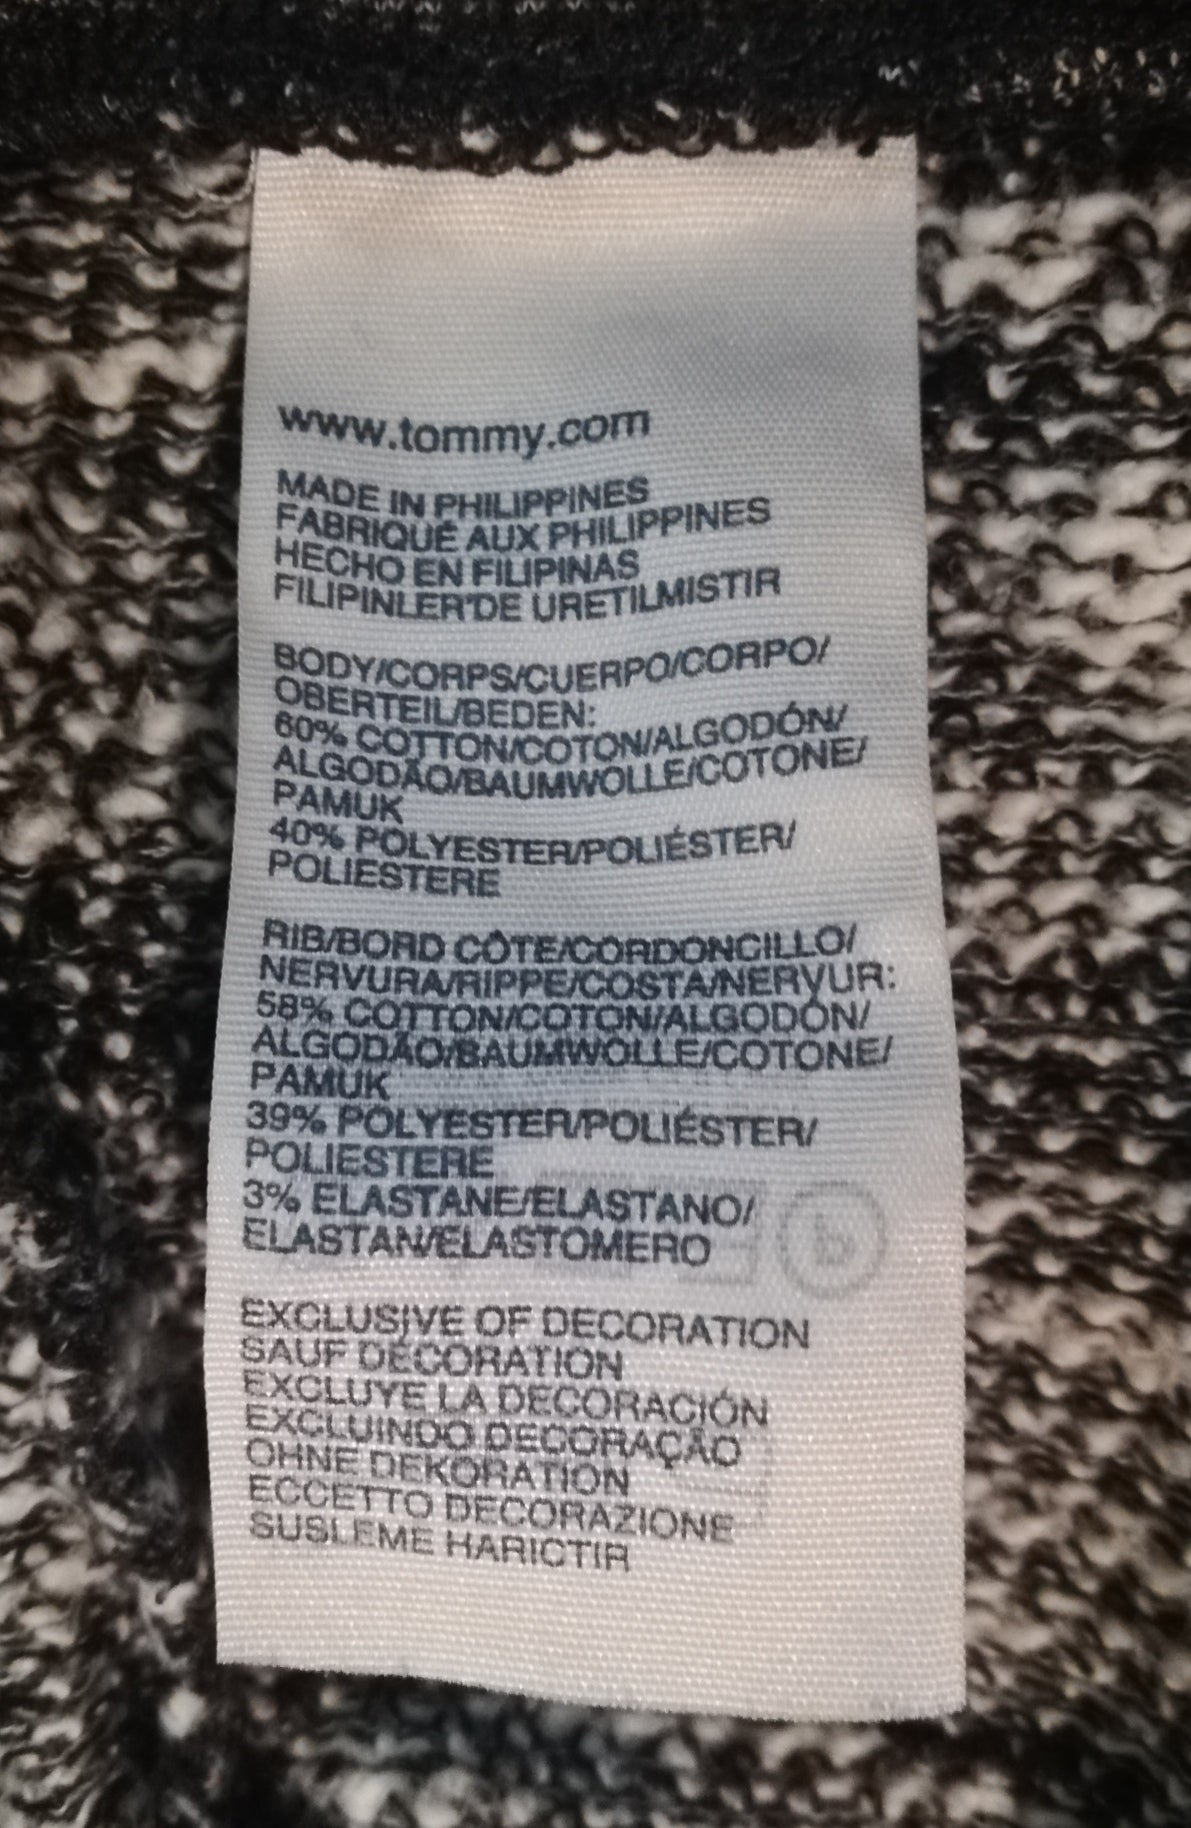 www.tommy.com
MADE IN PHILIPPINES
FABRIQUÉ AUX PHILIPPINES
HECHO EN FILIPINAS
FILIPINLER'DE URETILMISTIR
BODY/CORPS/CUERPO/CORPO/
OBERTEIL/BEDEN:
60% COTTON/COTON/ALGODÓN/
ALGODÃO/BAUMWOLLE/COTONE/
PAMUK
40% POLYESTER/POLIÉSTER/
POLIESTERE
RIB/BORD CÔTE/CORDONCILLO/
NERVURA/RIPPE/COSTA/NERVUR:
58% COTTON/COTON/ALGODÓN/
ALGODÃO/BAUMWOLLE/COTONE/
PAMUK
39% POLYESTER/POLIÉSTER/
POLIESTERE
3% ELASTANE/ELASTANO/
ELASTAN/ELASTOMERO
EXCLUSIVE OF DECORATION
SAUF DÉCORATION
EXCLUYE LA DECORACIÓN
EXCLUINDO DECORAÇÃO
OHNE DEKORATION
ECCETTO DECORAZIONE
SUSLEME HARICTIR